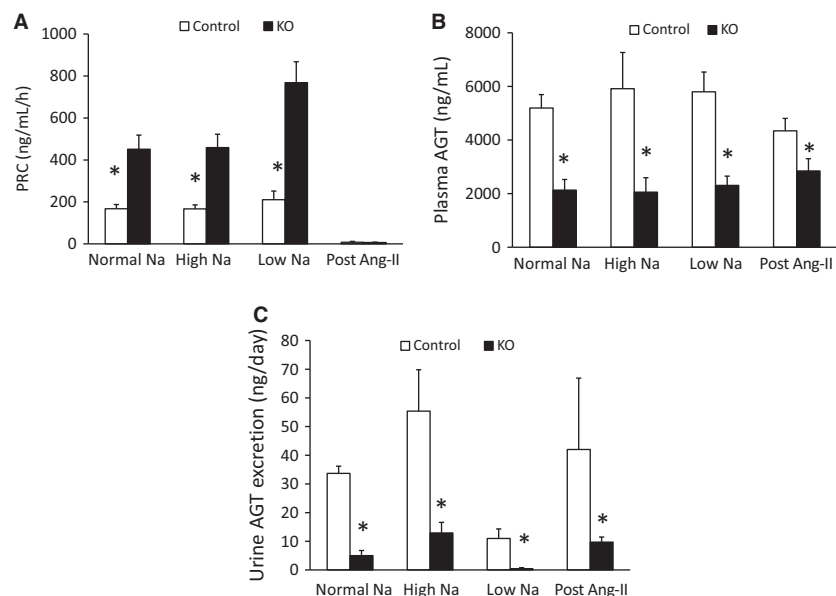 A
Control KO
PRC (ng/mL/h)
1000
800
600
400
200
0
* * *
Normal Na High Na Low Na Post Ang-II
B
Control KO
Plasma AGT (ng/mL)
8000
6000
4000
2000
0
* * * *
Normal Na High Na Low Na Post Ang-II
C
Control KO
Urine AGT excretion (ng/day)
80
70
60
50
40
30
20
10
0
* * * *
Normal Na High Na Low Na Post Ang-II